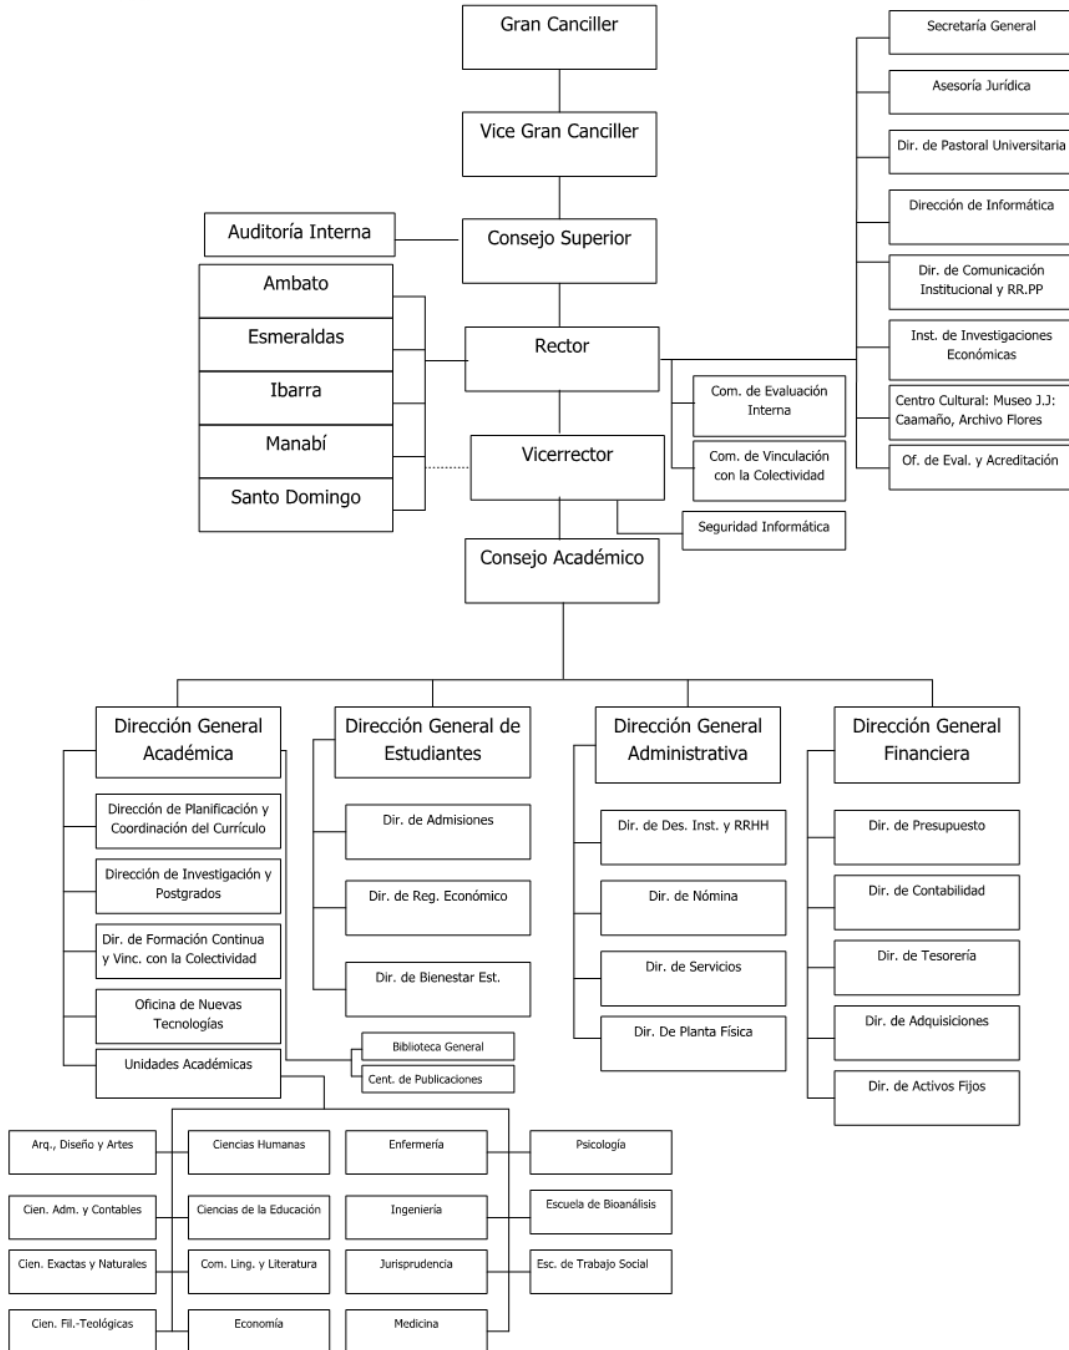 Gran Canciller
Vice Gran Canciller
Consejo Superior
Auditoría Interna
Ambato
Esmeraldas
Ibarra
Manabí
Santo Domingo
Rector
Vicerrector
Consejo Académico
Secretaría General
Asesoría Jurídica
Dir. de Pastoral Universitaria
Dirección de Informática
Dir. de Comunicación
Institucional y RR.PP
Inst. de Investigaciones
Económicas
Centro Cultural: Museo J.J:
Caamaño, Archivo Flores
Of. de Eval. y Acreditación
Com. de Evaluación
Interna
Com. de Vinculación
con la Colectividad
Seguridad Informática
Dirección General
Académica
Dirección de Planificación y
Coordinación del Currículo
Dirección de Investigación y
Postgrados
Dir. de Formación Continua
y Vinc. con la Colectividad
Oficina de Nuevas
Tecnologías
Unidades Académicas
Dirección General de
Estudiantes
Dir. de Admisiones
Dir. de Reg. Económico
Dir. de Bienestar Est.
Biblioteca General
Cent. de Publicaciones
Dirección General
Administrativa
Dir. de Des. Inst. y RRHH
Dir. de Nómina
Dir. de Servicios
Dir. De Planta Física
Dirección General
Financiera
Dir. de Presupuesto
Dir. de Contabilidad
Dir. de Tesorería
Dir. de Adquisiciones
Dir. de Activos Fijos
Arq., Diseño y Artes
Cien. Adm. y Contables
Cien. Exactas y Naturales
Cien. Fil.-Teológicas
Ciencias Humanas
Ciencias de la Educación
Com. Ling. y Literatura
Economía
Enfermería
Ingeniería
Jurisprudencia
Medicina
Psicología
Escuela de Bioanálisis
Esc. de Trabajo Social